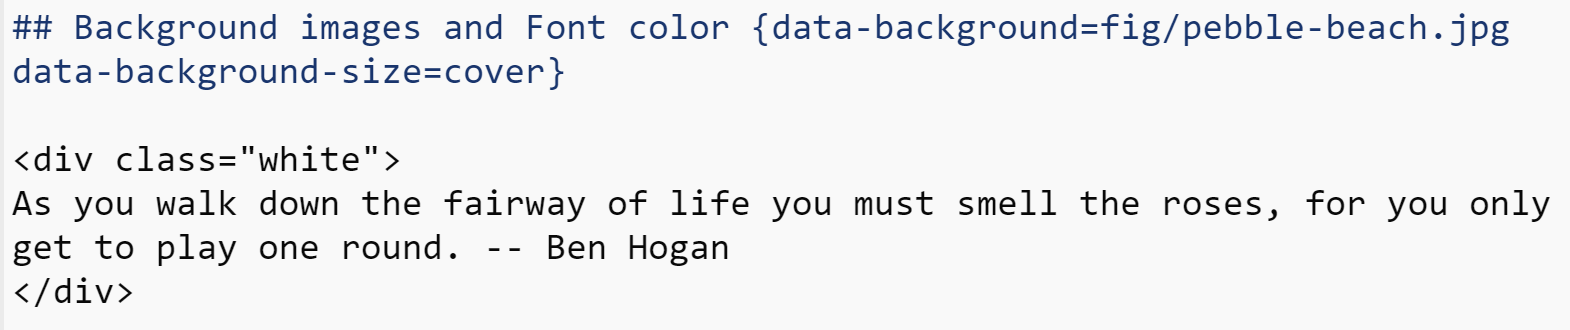 ## Background images and Font color {data-background=fig/pebble-beach.jpg
data-background-size=cover}
<div class="white">
As you walk down the fairway of life you must smell the roses, for you only
get to play one round. -- Ben Hogan
</div>